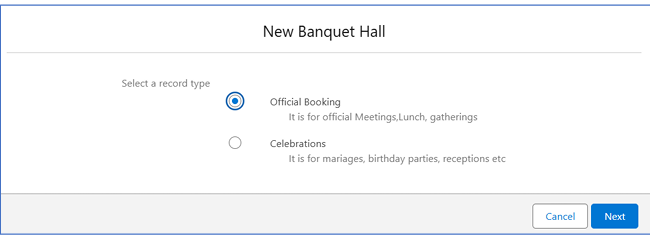 New Banquet Hall
Select a record type
Official Booking
It is for official Meetings,Lunch, gatherings
Celebrations
It is for mariages, birthday parties, receptions etc
Cancel
Next